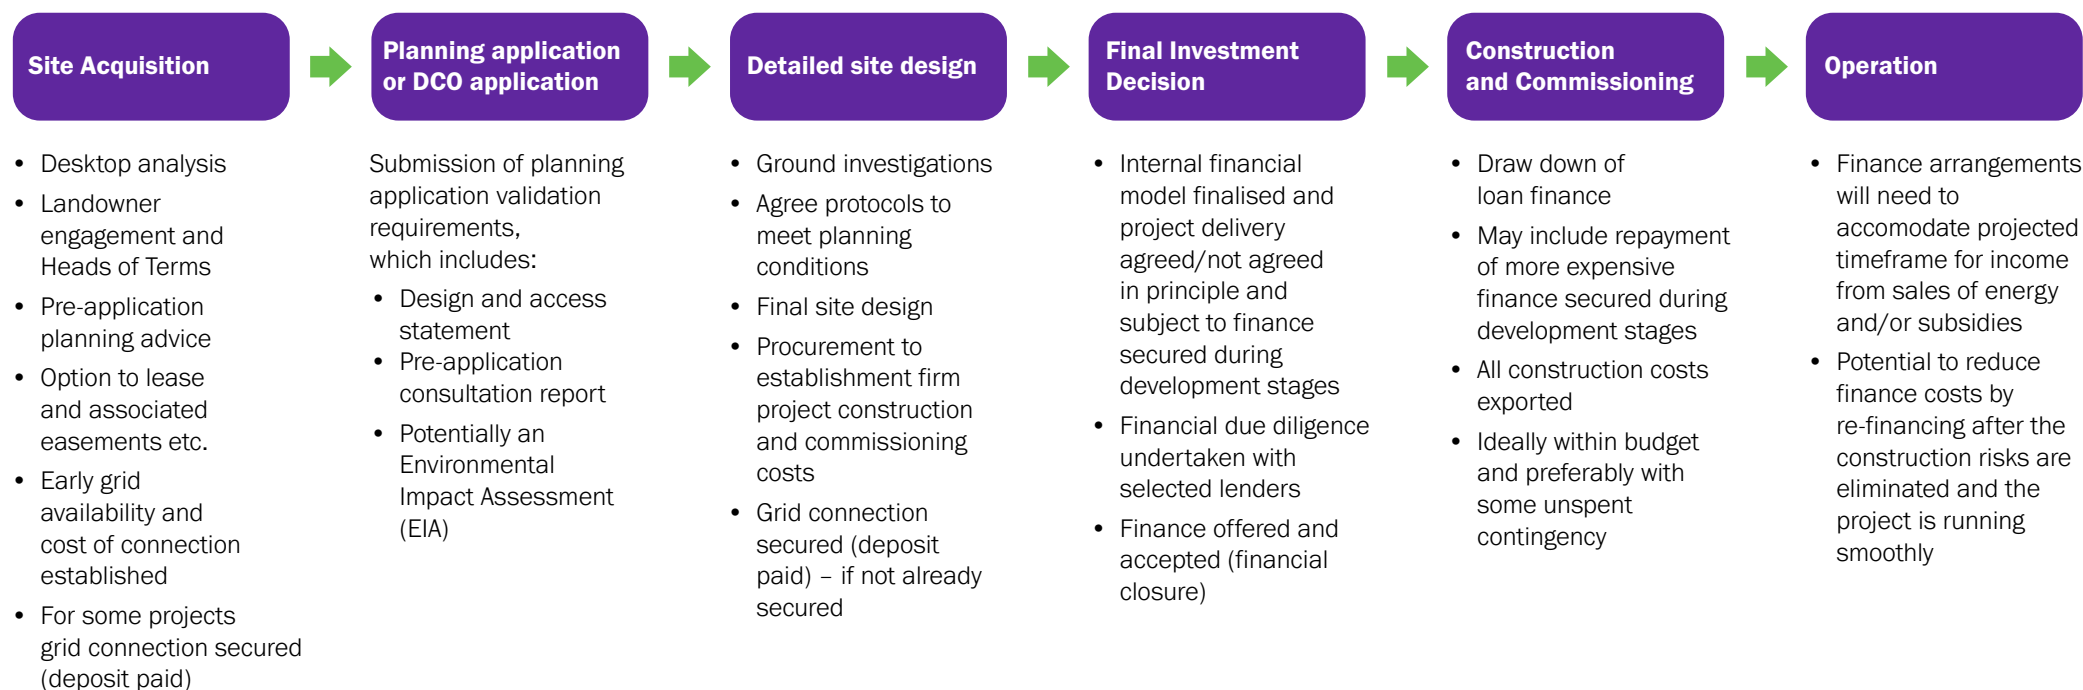 Site Acquisition
• Desktop analysis
• Landowner
engagement and
Heads of Terms
• Pre-application
planning advice
• Option to lease
and associated
easements etc.
• Early grid
availability and
cost of connection
established
• For some projects
grid connection secured
(deposit paid)
Planning application
or DCO application
Submission of planning
application validation
requirements,
which includes:
• Design and access
statement
• Pre-application
consultation report
• Potentially an
Environmental
Impact Assessment
(EIA)
Detailed site design
• Ground investigations
• Agree protocols to
meet planning
conditions
• Final site design
• Procurement to
establishment firm
project construction
and commissioning
costs
• Grid connection
secured (deposit
paid) – if not already
secured
Final Investment
Decision
• Internal financial
model finalised and
project delivery
agreed/not agreed
in principle and
subject to finance
secured during
development stages
• Financial due diligence
undertaken with
selected lenders
• Finance offered and
accepted (financial
closure)
Construction
and Commissioning
• Draw down of
loan finance
• May include repayment
of more expensive
finance secured during
development stages
• All construction costs
exported
• Ideally within budget
and preferably with
some unspent
contingency
Operation
• Finance arrangements
will need to
accomodate projected
timeframe for income
from sales of energy
and/or subsidies
• Potential to reduce
finance costs by
re-financing after the
construction risks are
eliminated and the
project is running
smoothly